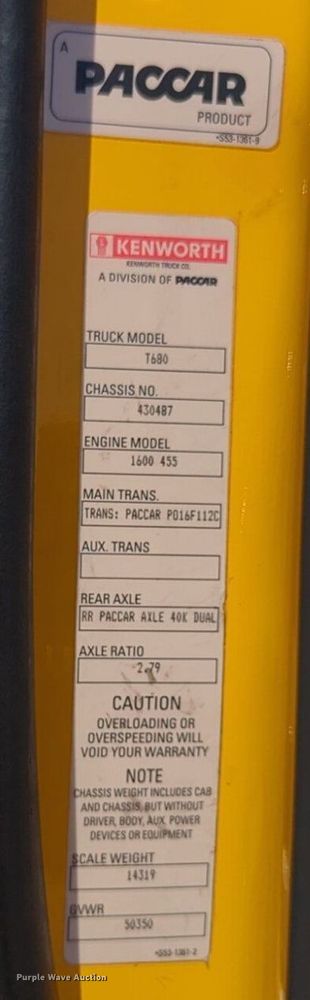 A
PACCAR
PRODUCT
•S53-1361-9
KENWORTH
KENWORTH TRUCK CO.
A DIVISION OF PACCAR
TRUCK MODEL
T680
CHASSIS NO.
430487
ENGINE MODEL
1600 455
MAIN TRANS.
TRANS: PACCAR PO16F112C
AUX. TRANS
REAR AXLE
RR PACCAR AXLE 40K DUAL
AXLE RATIO
2.79
CAUTION
OVERLOADING OR
OVERSPEEDING WILL
VOID YOUR WARRANTY
NOTE
CHASSIS WEIGHT INCLUDES CAB
AND CHASSIS, BUT WITHOUT
DRIVER, BODY, AUX. POWER
DEVICES OR EQUIPMENT
SCALE WEIGHT
14319
GVWR
50350
•S53-1361-2
Purple Wave Auction